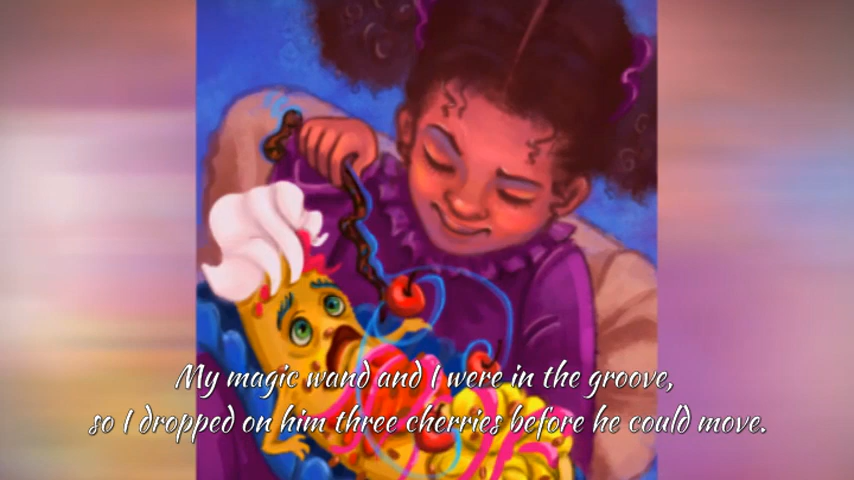 My magic wand and I were in the groove,
so I dropped on him three cherries before he could move.